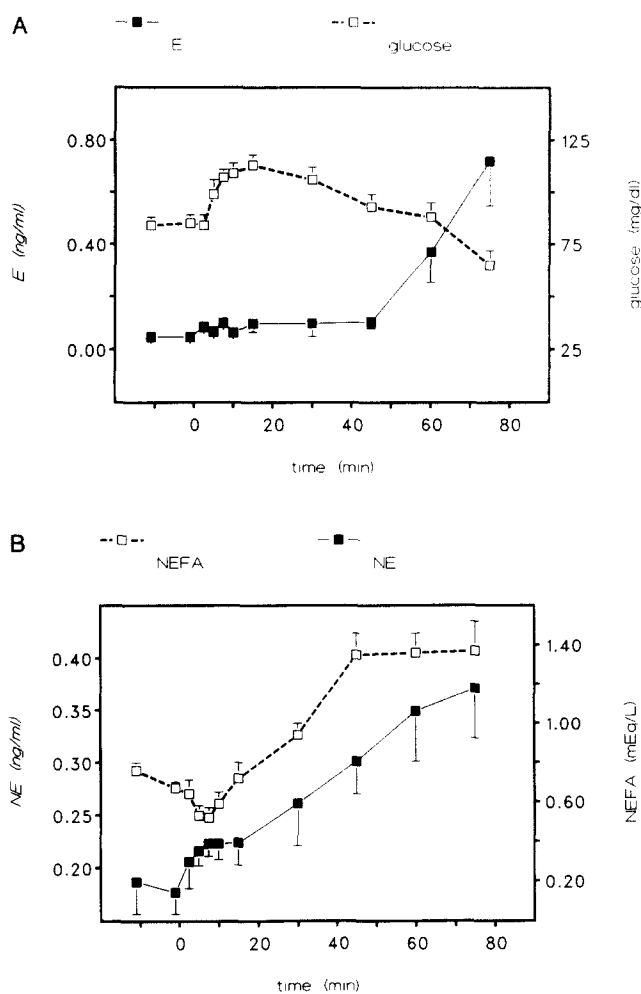 A
E glucose
0.80 125
0.40 75
0.00 25
E (ng/ml)
glucose (mg/dl)
0 20 40 60 80
time (min)
B
NEFA NE
0.40 1.40
0.35
1.00
0.30
0.60
0.25
0.20 0.20
NE (ng/ml)
NEFA (mEq/L)
0 20 40 60 80
time (min)